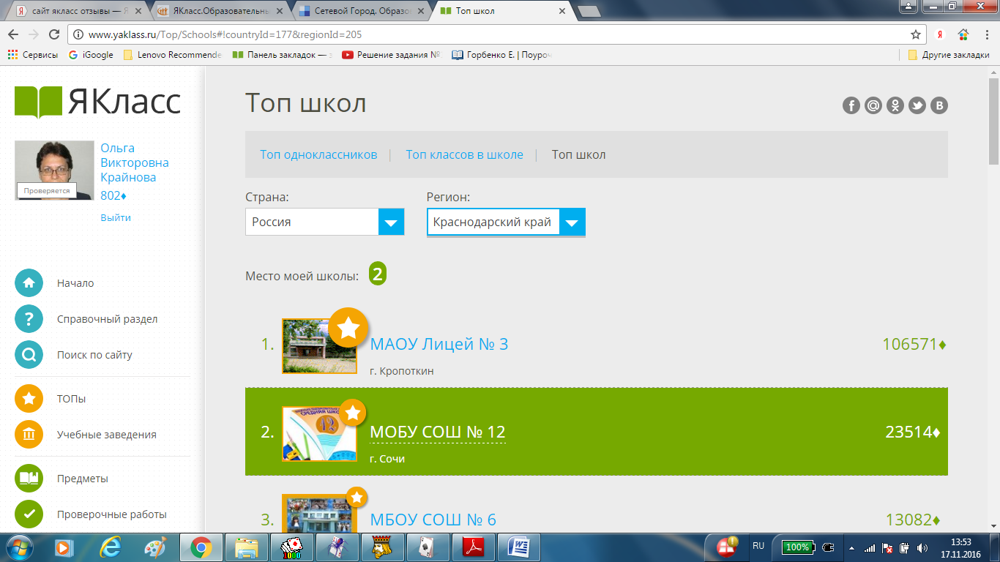 сайт якласс отзывы — Я
ЯКласс.Образовательны
Сетевой Город. Образо
Топ школ
www.yaklass.ru/Top/Schools#!countryId=177&regionId=205
Сервисы
iGoogle
Lenovo Recommende
Панель закладок — э
Решение задания №
Горбенко Е. | Поуроч
Другие закладки
ЯКласс
Топ школ
Ольга
Викторовна
Крайнова
Проверяется
802♦
Выйти
Топ одноклассников | Топ классов в школе | Топ школ
Страна:
Регион:
Россия
Краснодарский край
Место моей школы: 2
Начало
Справочный раздел
Поиск по сайту
ТОПы
Учебные заведения
Предметы
Проверочные работы
1. МАОУ Лицей № 3 106571♦
г. Кропоткин
СРЕДНЯЯ ШКО
12
2. МОБУ СОШ № 12 23514♦
г. Сочи
3. МБОУ СОШ № 6 13082♦
1000
RU
100%
13:53
17.11.2016